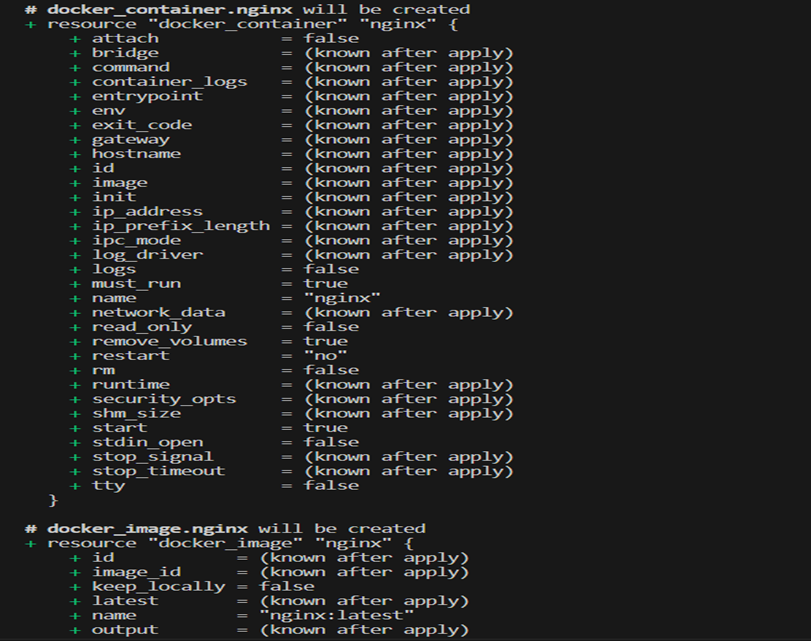 # docker_container.nginx will be created
+ resource "docker_container" "nginx" {
+ attach = false
+ bridge = (known after apply)
+ command = (known after apply)
+ container_logs = (known after apply)
+ entrypoint = (known after apply)
+ env = (known after apply)
+ exit_code = (known after apply)
+ gateway = (known after apply)
+ hostname = (known after apply)
+ id = (known after apply)
+ image = (known after apply)
+ init = (known after apply)
+ ip_address = (known after apply)
+ ip_prefix_length = (known after apply)
+ ipc_mode = (known after apply)
+ log_driver = (known after apply)
+ logs = false
+ must_run = true
+ name = "nginx"
+ network_data = (known after apply)
+ read_only = false
+ remove_volumes = true
+ restart = "no"
+ rm = false
+ runtime = (known after apply)
+ security_opts = (known after apply)
+ shm_size = (known after apply)
+ start = true
+ stdin_open = false
+ stop_signal = (known after apply)
+ stop_timeout = (known after apply)
+ tty = false
}
# docker_image.nginx will be created
+ resource "docker_image" "nginx" {
+ id = (known after apply)
+ image_id = (known after apply)
+ keep_locally = false
+ latest = (known after apply)
+ name = "nginx:latest"
+ output = (known after apply)